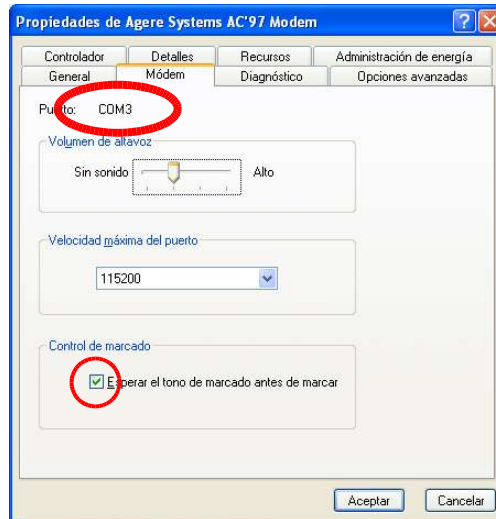 Propiedades de Agere Systems AC'97 Modem
Controlador Detalles Recursos Administración de energía
General Módem Diagnóstico Opciones avanzadas
Puerto: COM3
Volumen de altavoz
Sin sonido Alto
Velocidad máxima del puerto
115200
Control de marcado
Esperar el tono de marcado antes de marcar
Aceptar Cancelar